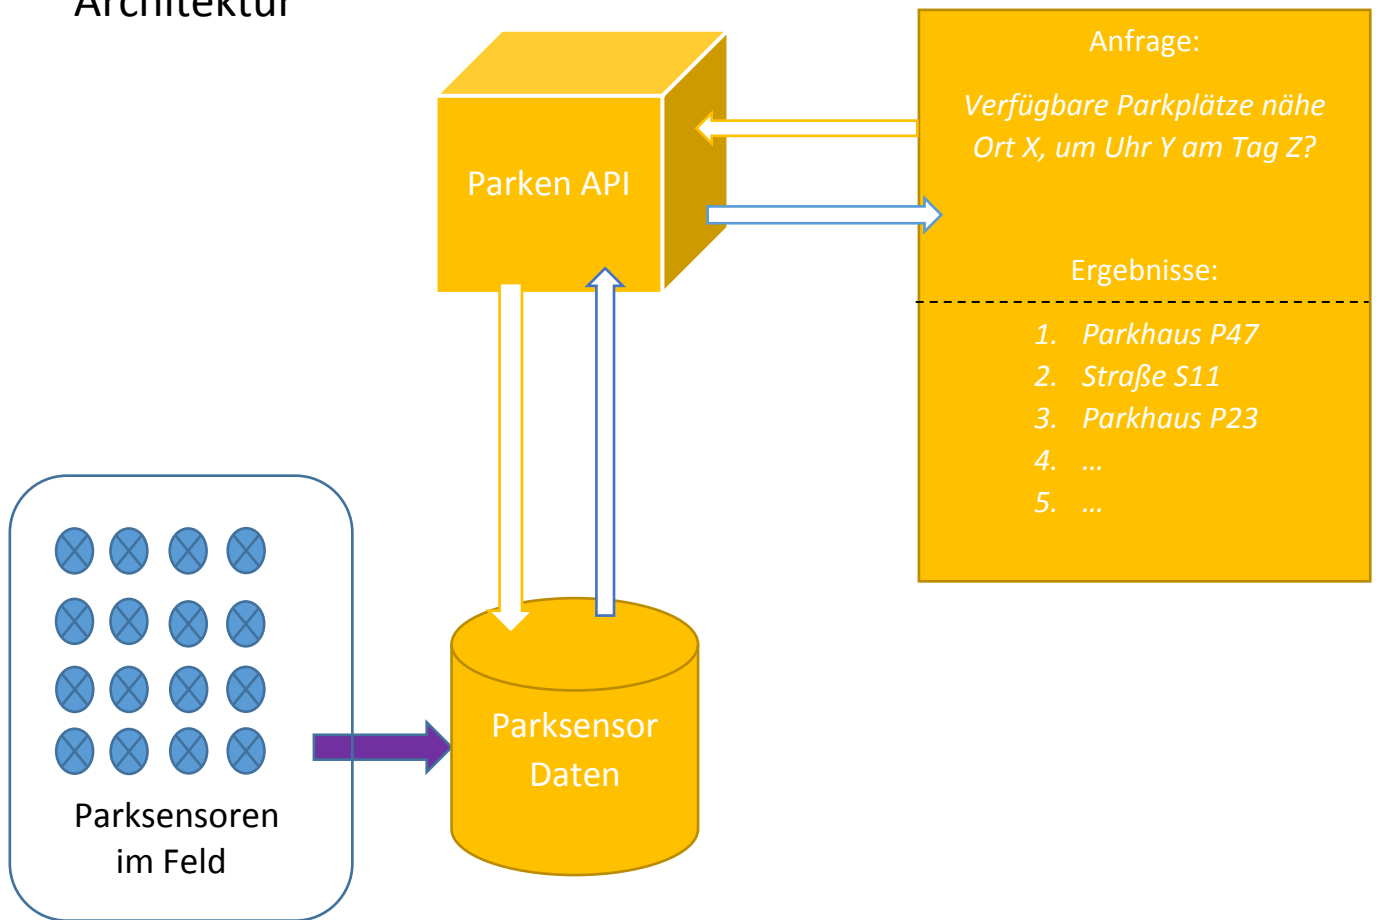 Architektur
Anfrage:
Verfügbare Parkplätze nähe
Ort X, um Uhr Y am Tag Z?
Parken API
Ergebnisse:
1. Parkhaus P47
2. Straße S11
3. Parkhaus P23
4. …
5. …
Parksensor
Daten
Parksensoren
im Feld